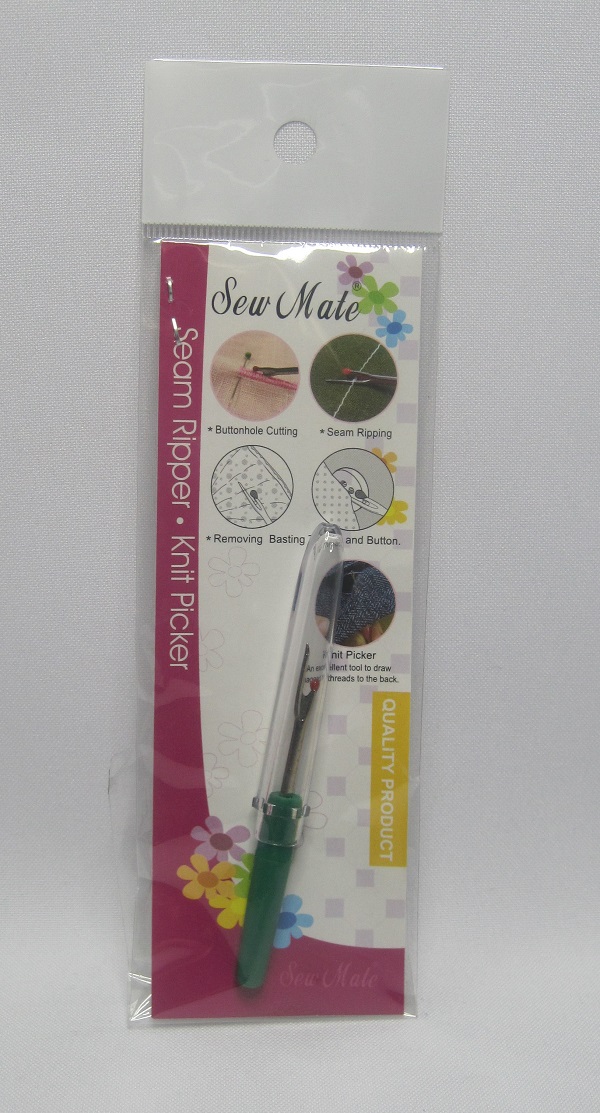 Sew Mate®
Seam Ripper • Knit Picker
* Buttonhole Cutting
* Seam Ripping
* Removing Basting and Button.
Knit Picker
An excellent tool to draw
threads to the back.
QUALITY PRODUCT
Sew Mate